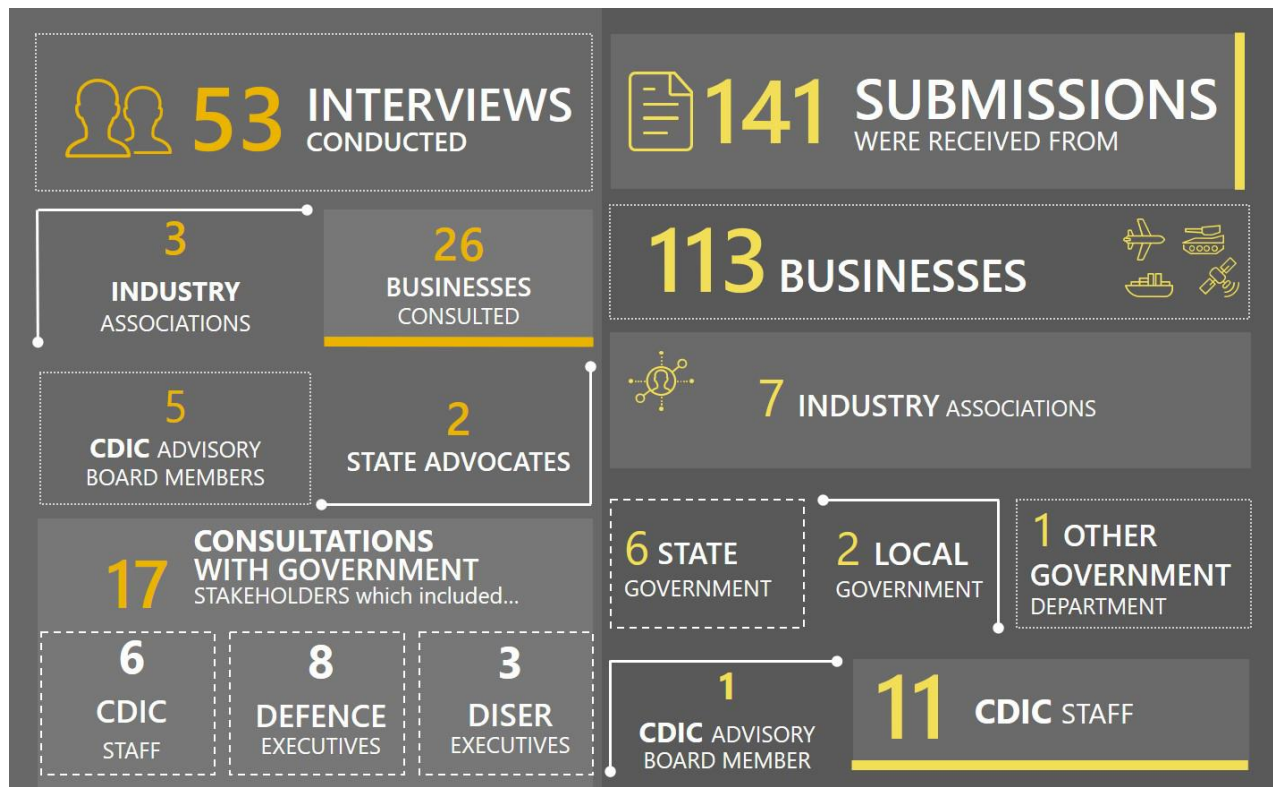 53 INTERVIEWS
CONDUCTED
3
INDUSTRY
ASSOCIATIONS
26
BUSINESSES
CONSULTED
5
CDIC ADVISORY
BOARD MEMBERS
2
STATE ADVOCATES
17
CONSULTATIONS
WITH GOVERNMENT
STAKEHOLDERS which included...
6
CDIC
STAFF
8
DEFENCE
EXECUTIVES
3
DISER
EXECUTIVES
141 SUBMISSIONS
WERE RECEIVED FROM
113 BUSINESSES
7 INDUSTRY ASSOCIATIONS
6 STATE
GOVERNMENT
2 LOCAL
GOVERNMENT
1 OTHER
GOVERNMENT
DEPARTMENT
1
CDIC ADVISORY
BOARD MEMBER
11 CDIC STAFF